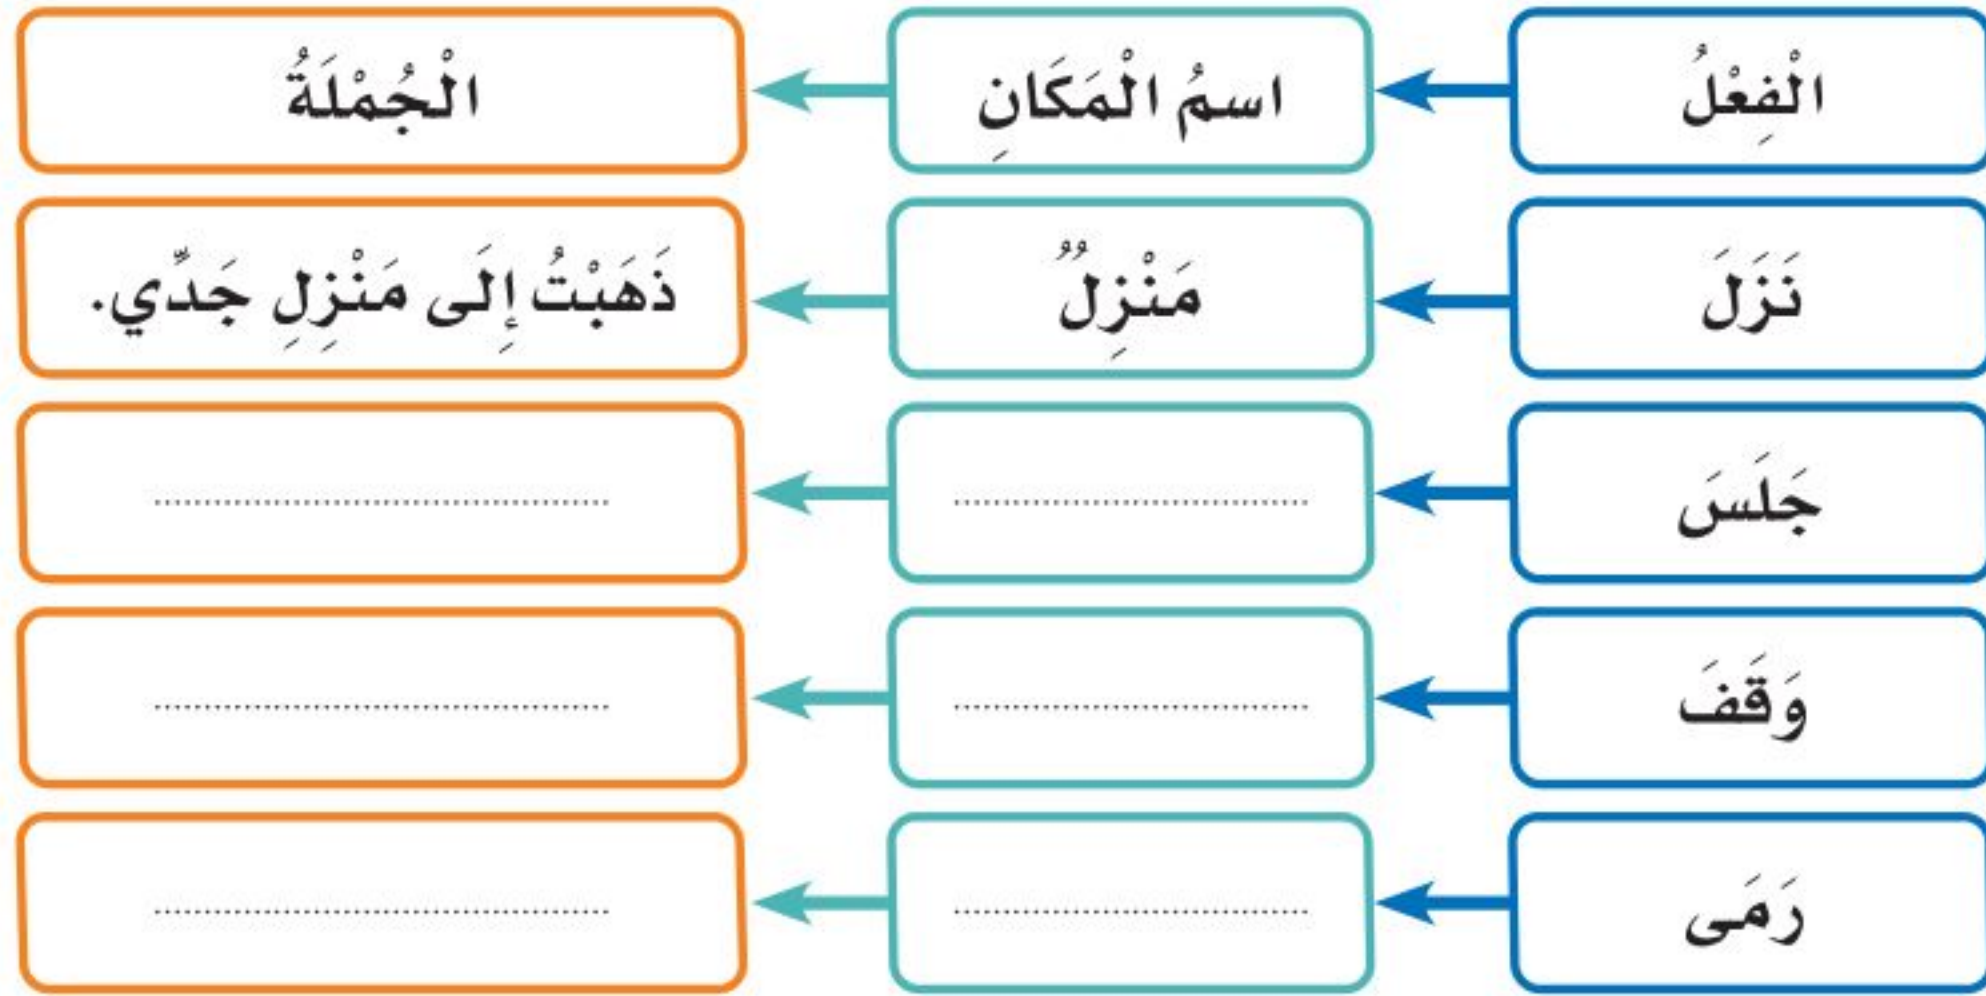 الْفِعْلُ اسمُ الْمَكَانِ الْجُمْلَةُ
نَزَلَ مَنْزِلٌ ذَهَبْتُ إِلَى مَنْزِلِ جَدِّي.
جَلَسَ
وَقَفَ
رَمَى